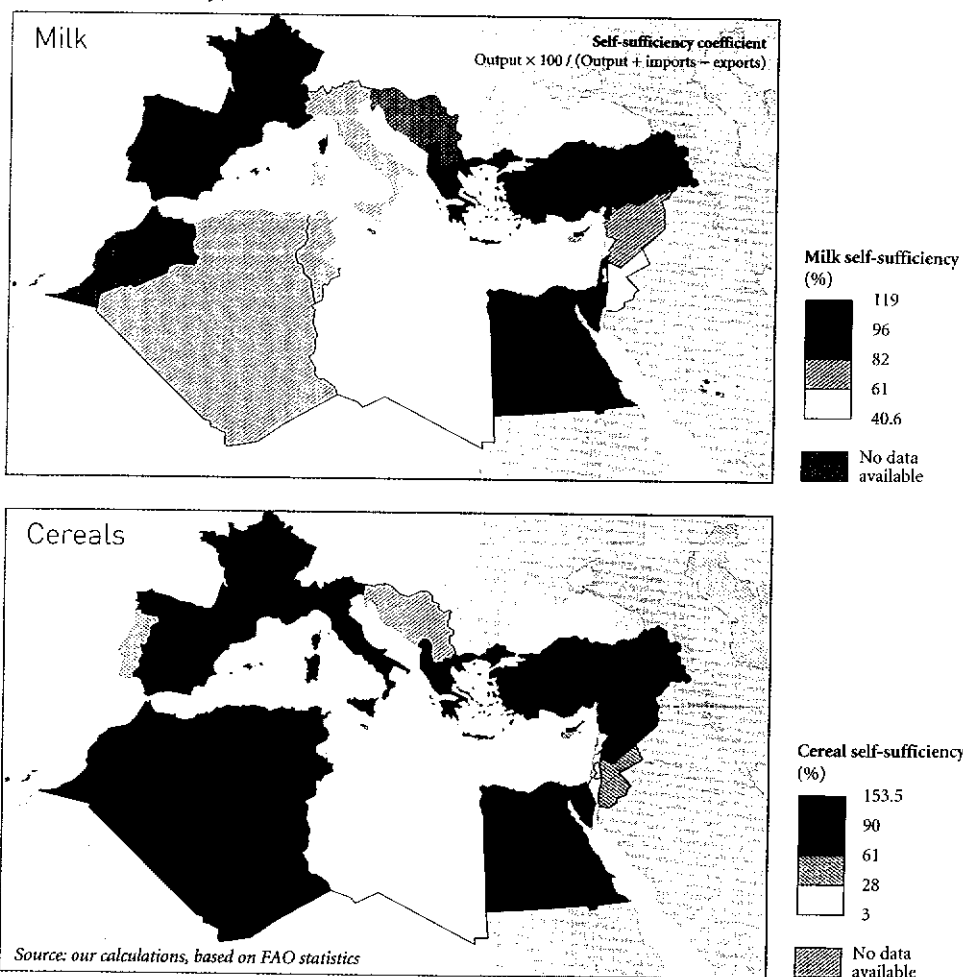 Milk
Self-sufficiency coefficient
Output × 100 / (Output + imports – exports)
Milk self-sufficiency
(%)
119
96
82
61
40.6
No data
available
Cereals
Cereal self-sufficiency
(%)
153.5
90
61
28
3
No data
available
Source: our calculations, based on FAO statistics